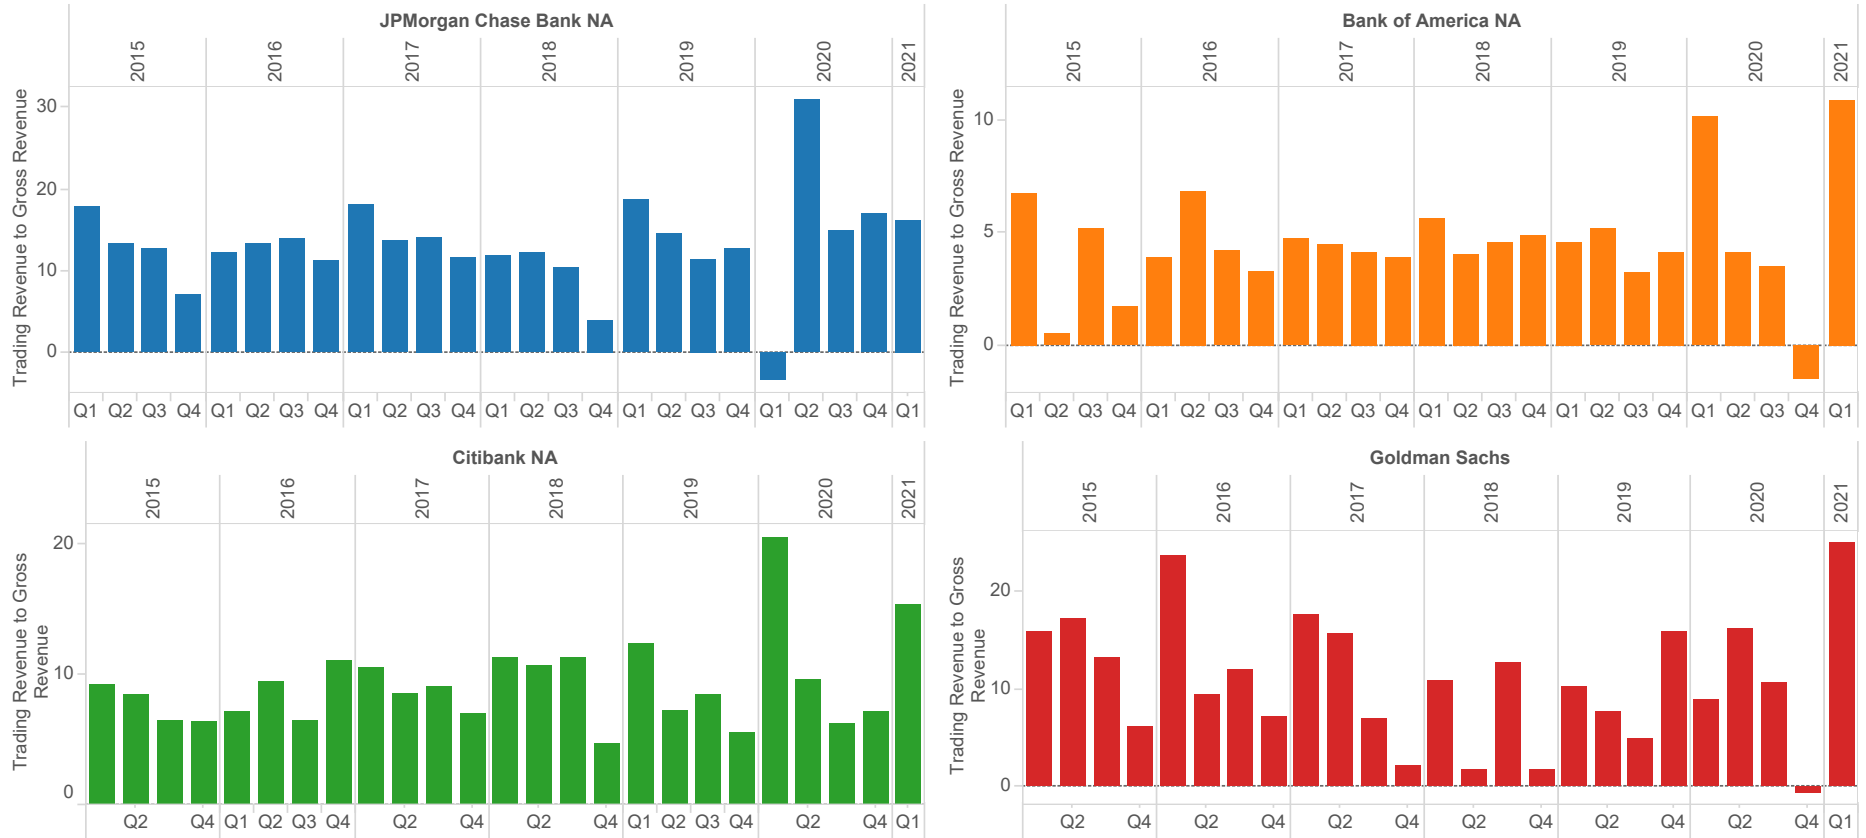 JPMorgan Chase Bank NA
2015 2016 2017 2018 2019 2020 2021
Trading Revenue to Gross Revenue
30
20
10
0
Q1 Q2 Q3 Q4 Q1 Q2 Q3 Q4 Q1 Q2 Q3 Q4 Q1 Q2 Q3 Q4 Q1 Q2 Q3 Q4 Q1 Q2 Q3 Q4 Q1
Bank of America NA
2015 2016 2017 2018 2019 2020 2021
Trading Revenue to Gross Revenue
10
5
0
Q1 Q2 Q3 Q4 Q1 Q2 Q3 Q4 Q1 Q2 Q3 Q4 Q1 Q2 Q3 Q4 Q1 Q2 Q3 Q4 Q1 Q2 Q3 Q4 Q1
Citibank NA
2015 2016 2017 2018 2019 2020 2021
Trading Revenue to Gross
Revenue
20
10
0
Q2 Q4 Q1 Q2 Q3 Q4 Q2 Q4 Q2 Q4 Q1 Q2 Q3 Q4 Q2 Q4 Q1
Goldman Sachs
2015 2016 2017 2018 2019 2020 2021
Trading Revenue to Gross
Revenue
20
10
0
Q2 Q4 Q2 Q4 Q2 Q4 Q2 Q4 Q2 Q4 Q2 Q4 Q1